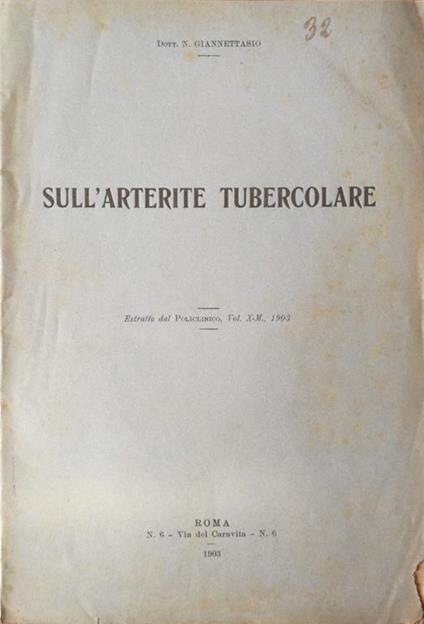 32
Dott. N. GIANNETTASIO
SULL'ARTERITE TUBERCOLARE
Estratto dal POLICLINICO, Vol. X-M., 1903
ROMA
N. 6 - Via del Caravita - N. 6
1903